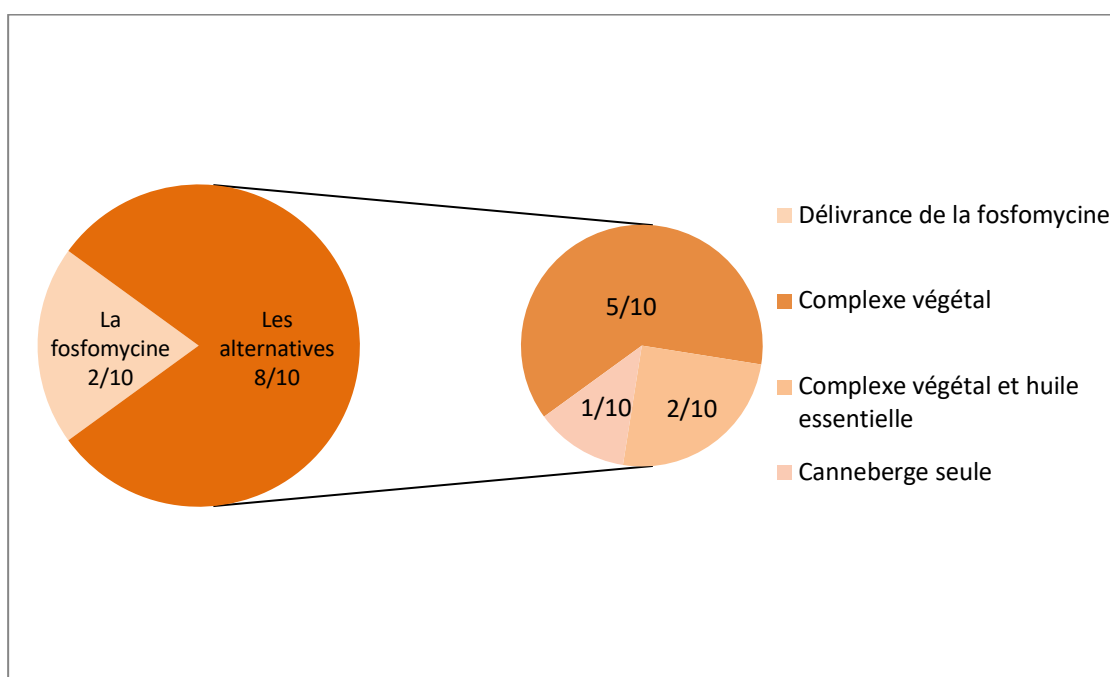 La
fosfomycine
2/10
Les
alternatives
8/10
5/10
1/10
2/10
Délivrance de la fosfomycine
Complexe végétal
Complexe végétal et huile
essentielle
Canneberge seule